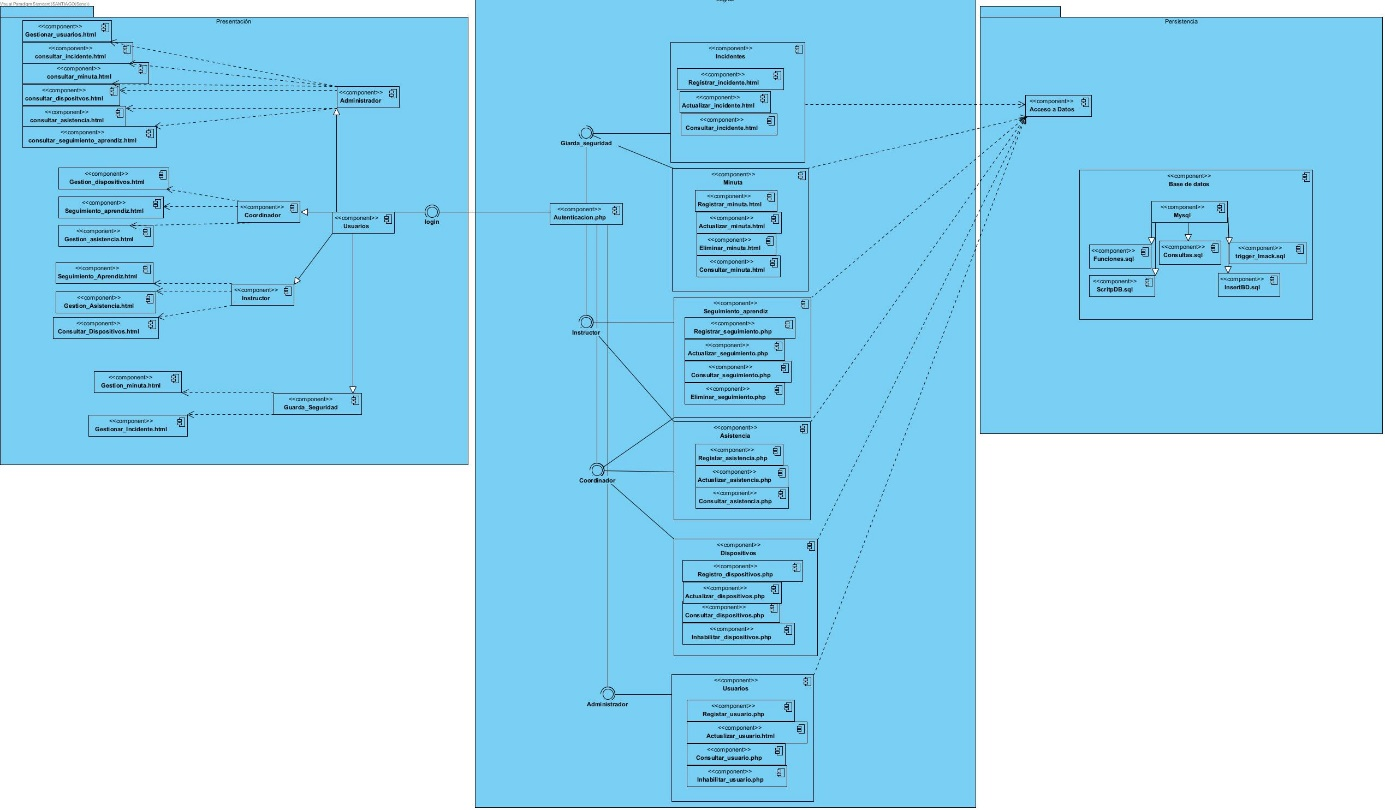 Presentación
<<component>>
Gestionar_usuarios.html
<<component>>
consultar_incidente.html
<<component>>
consultar_minuta.html
<<component>>
consultar_dispositivos.html
<<component>>
consultar_asistencia.html
<<component>>
consultar_seguimiento_aprendiz.html
<<component>>
Administrador
<<component>>
Gestion_dispositivos.html
<<component>>
Seguimiento_aprendiz.html
<<component>>
Gestion_asistencia.html
<<component>>
Coordinador
<<component>>
Usuarios
<<component>>
Seguimiento_Aprendiz.html
<<component>>
Gestion_Asistencia.html
<<component>>
Consultar_Dispositivos.html
<<component>>
Instructor
<<component>>
Gestion_minuta.html
<<component>>
Gestionar_Incidente.html
<<component>>
Guarda_Seguridad
login
<<component>>
Autenticacion.php
Giarda_seguridad
Instructor
Coordinador
Administrador
<<component>>
Incidentes
<<component>>
Registrar_incidente.html
<<component>>
Actualizar_incidente.html
<<component>>
Consultar_incidente.html
<<component>>
Minuta
<<component>>
Registrar_minuta.html
<<component>>
Actualizar_minuta.html
<<component>>
Eliminar_minuta.html
<<component>>
Consultar_minuta.html
<<component>>
Seguimiento_aprendiz
<<component>>
Registrar_seguimiento.php
<<component>>
Actualizar_seguimiento.php
<<component>>
Consultar_seguimiento.php
<<component>>
Eliminar_seguimiento.php
<<component>>
Asistencia
<<component>>
Registar_asistencia.php
<<component>>
Actualizar_asistencia.php
<<component>>
Consultar_asistencia.php
<<component>>
Dispositivos
<<component>>
Registro_dispositivos.php
<<component>>
Actualizar_dispositivos.php
<<component>>
Consultar_dispositivos.php
<<component>>
Inhabilitar_dispositivos.php
<<component>>
Usuarios
<<component>>
Registar_usuario.php
<<component>>
Actualizar_usuario.html
<<component>>
Consultar_usuario.php
<<component>>
Inhabilitar_usuario.php
Persistencia
<<component>>
Acceso a Datos
<<component>>
Base de datos
<<component>>
Mysql
<<component>>
Funciones.sql
<<component>>
Consultas.sql
<<component>>
trigger_Imack.sql
<<component>>
ScritpDB.sql
<<component>>
InsertBD.sql